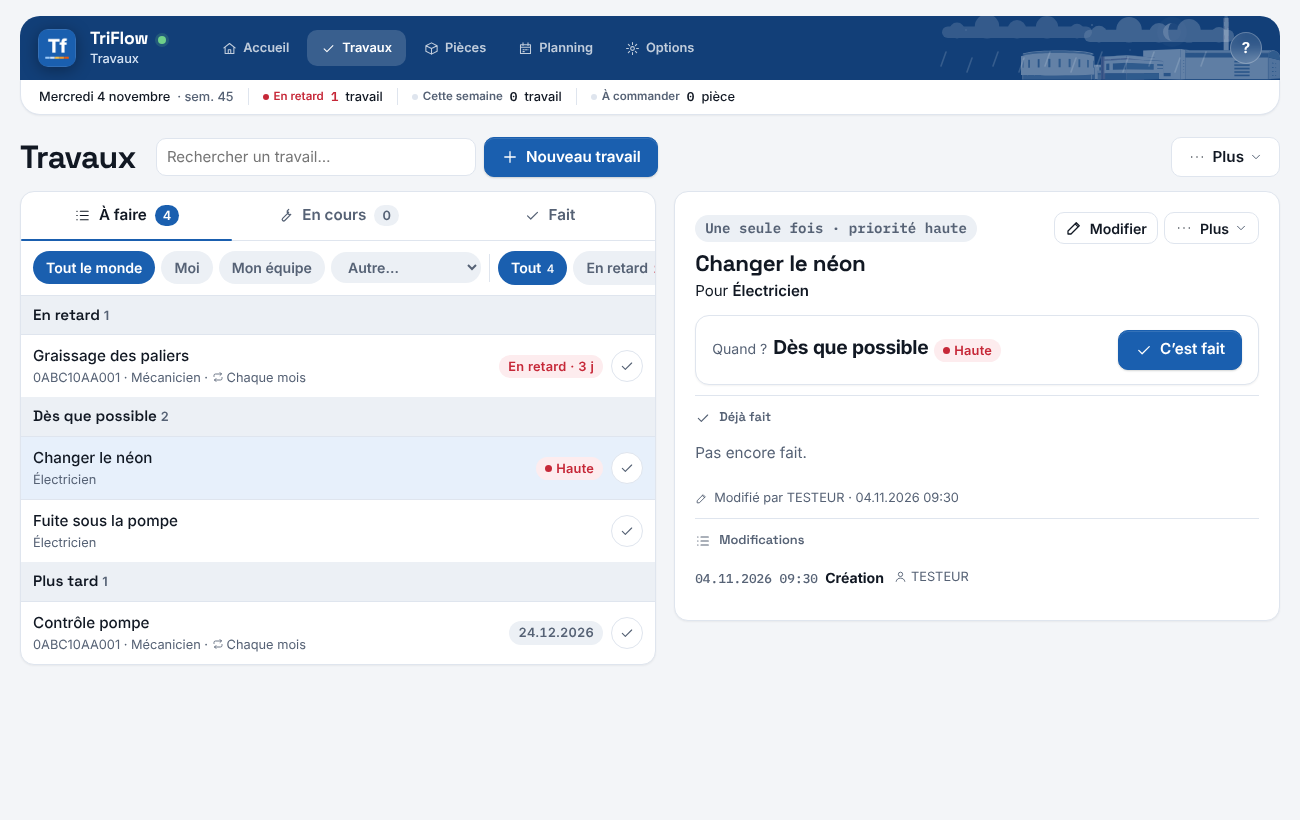 Tf
TriFlow
Travaux
Accueil
Travaux
Pièces
Planning
Options
?
Mercredi 4 novembre · sem. 45
En retard 1 travail
Cette semaine 0 travail
À commander 0 pièce
Travaux
Rechercher un travail...
+ Nouveau travail
··· Plus
À faire 4
En cours 0
Fait
Tout le monde
Moi
Mon équipe
Autre...
Tout 4
En retard
En retard 1
Graissage des paliers
0ABC10AA001 · Mécanicien · Chaque mois
En retard · 3 j
Dès que possible 2
Changer le néon
Électricien
Haute
Fuite sous la pompe
Électricien
Plus tard 1
Contrôle pompe
0ABC10AA001 · Mécanicien · Chaque mois
24.12.2026
Une seule fois · priorité haute
Modifier
··· Plus
Changer le néon
Pour Électricien
Quand ? Dès que possible
Haute
C'est fait
Déjà fait
Pas encore fait.
Modifié par TESTEUR · 04.11.2026 09:30
Modifications
04.11.2026 09:30 Création TESTEUR